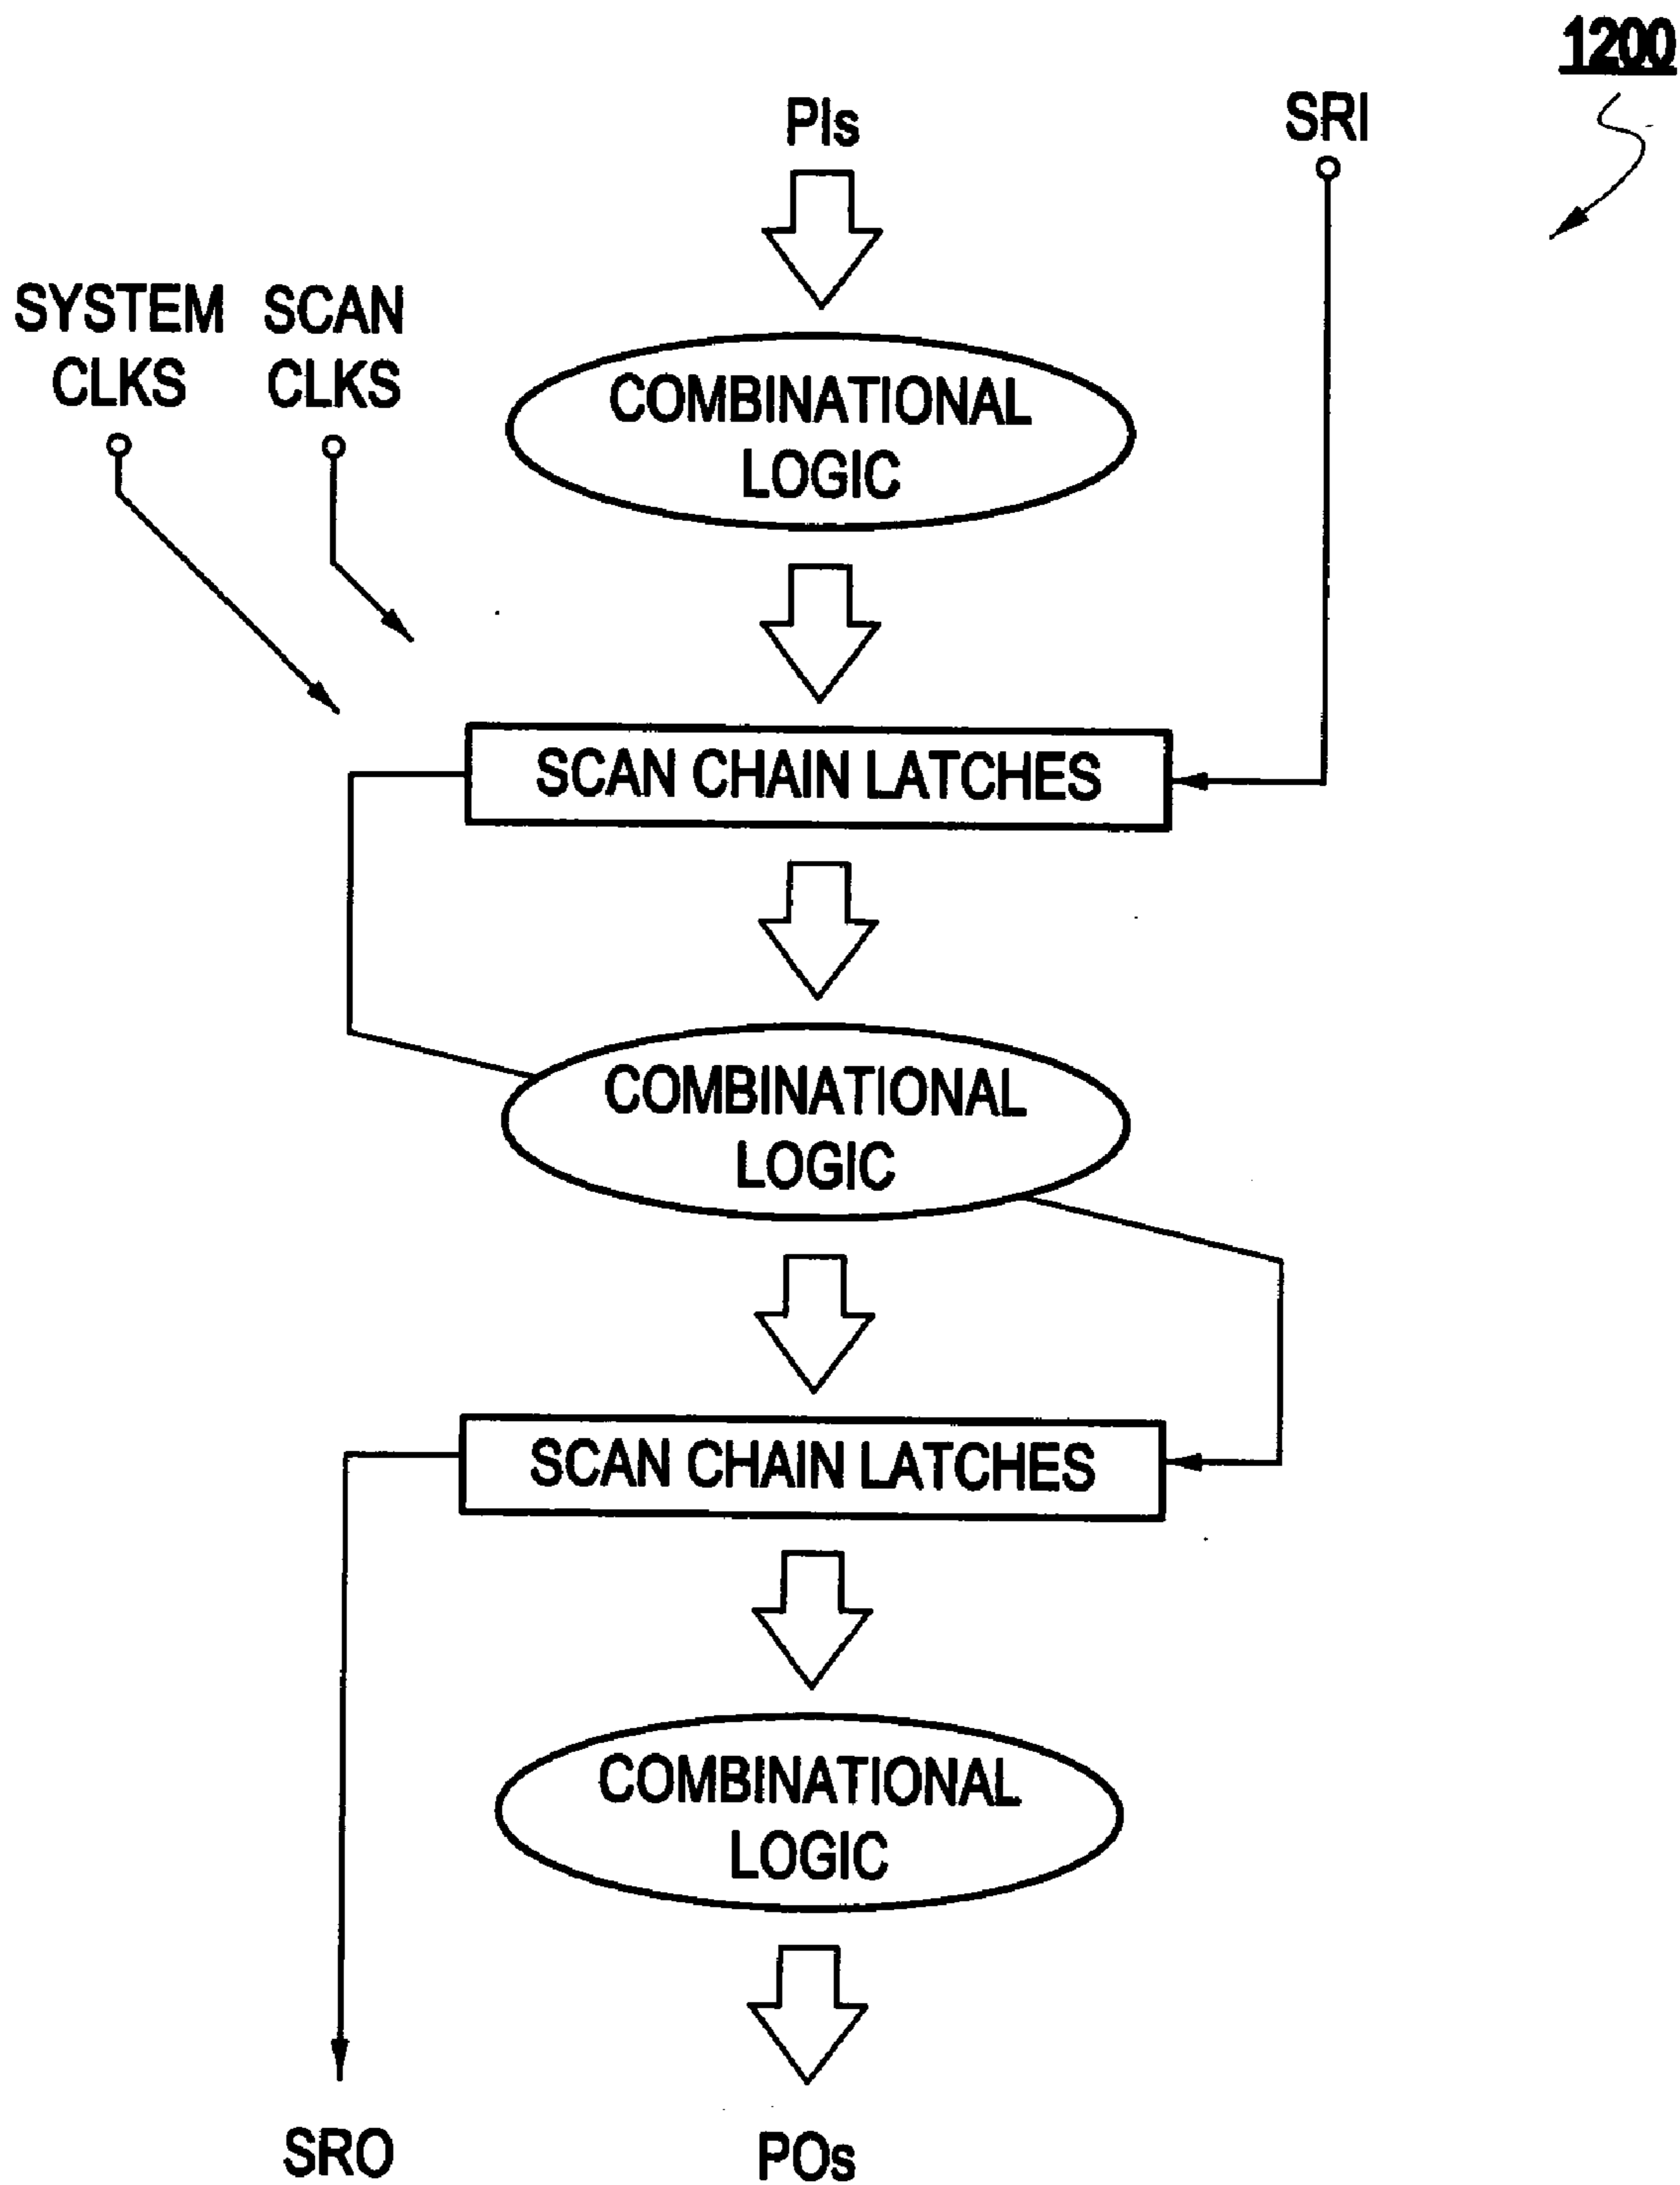 1200
PIs
SRI
SYSTEM
CLKS
SCAN
CLKS
COMBINATIONAL
LOGIC
SCAN CHAIN LATCHES
COMBINATIONAL
LOGIC
SCAN CHAIN LATCHES
COMBINATIONAL
LOGIC
SRO
POs